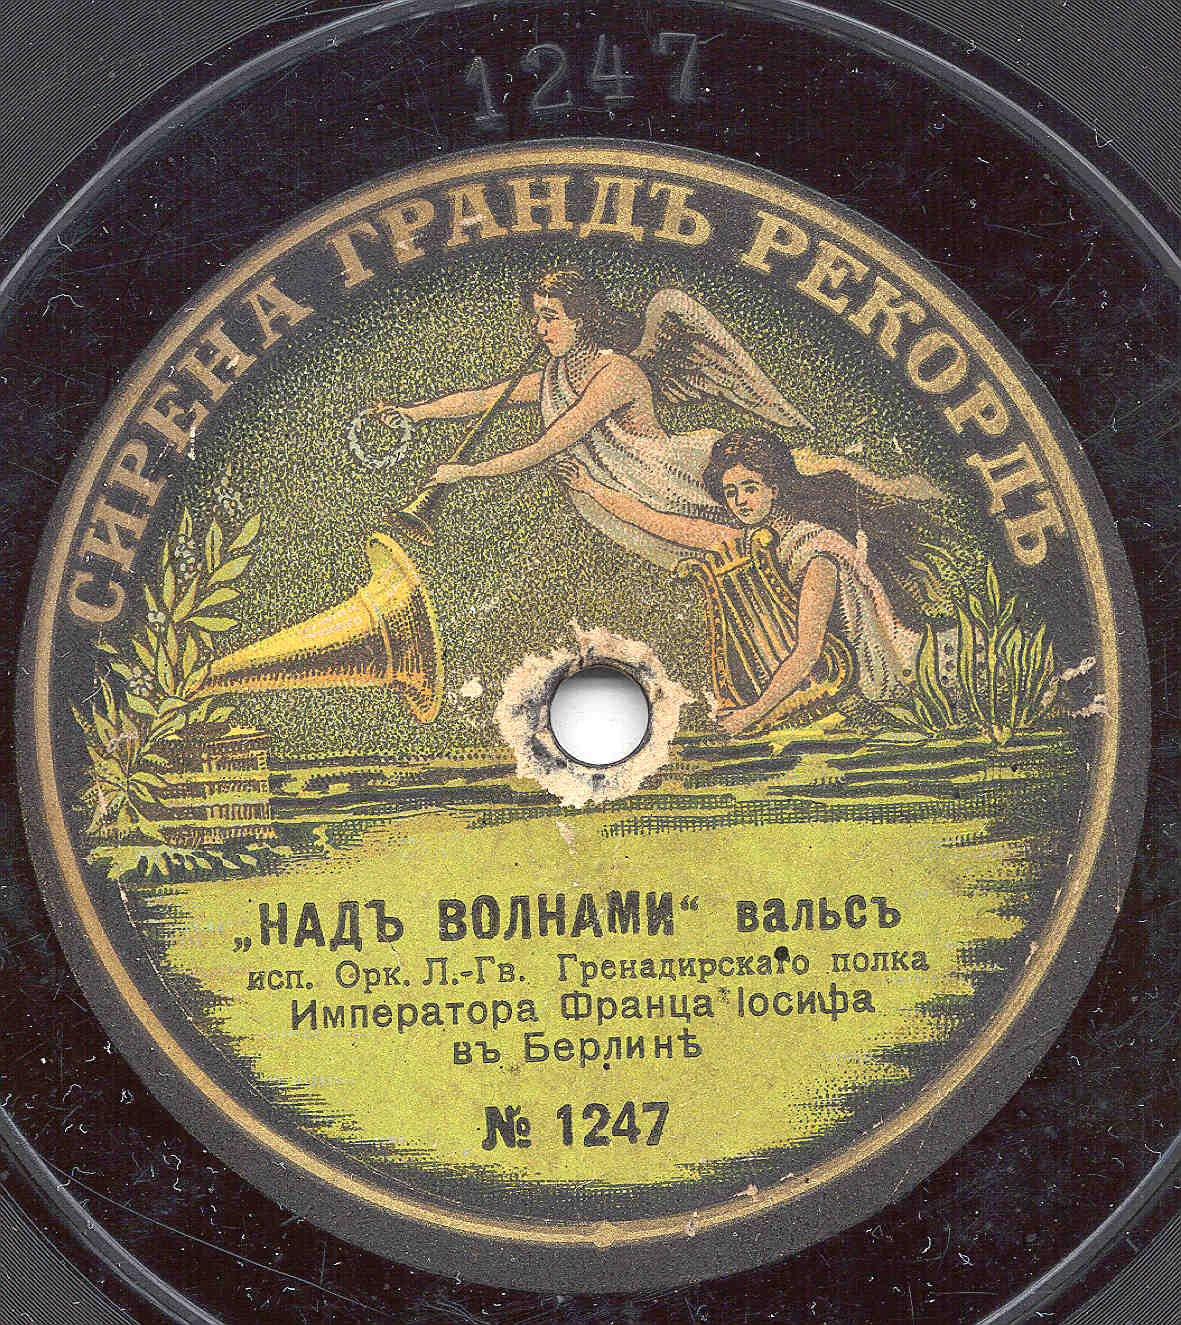 1247
СИРЕНА ГРАНДЪ РЕКОРДЪ
„НАДЪ ВОЛНАМИ“ вальсъ
исп. Орк. Л.-Гв. Гренадирскаго полка
Императора Франца Іосифа
въ Берлинѣ
№ 1247